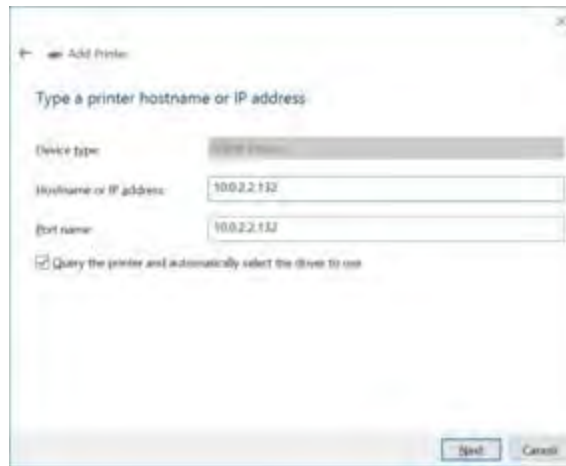 Add Printer
Type a printer hostname or IP address
Device type:
Hostname or IP address: 10.0.2.2.132
Port name: 10.0.2.2.132
Query the printer and automatically select the driver to use
Next Cancel